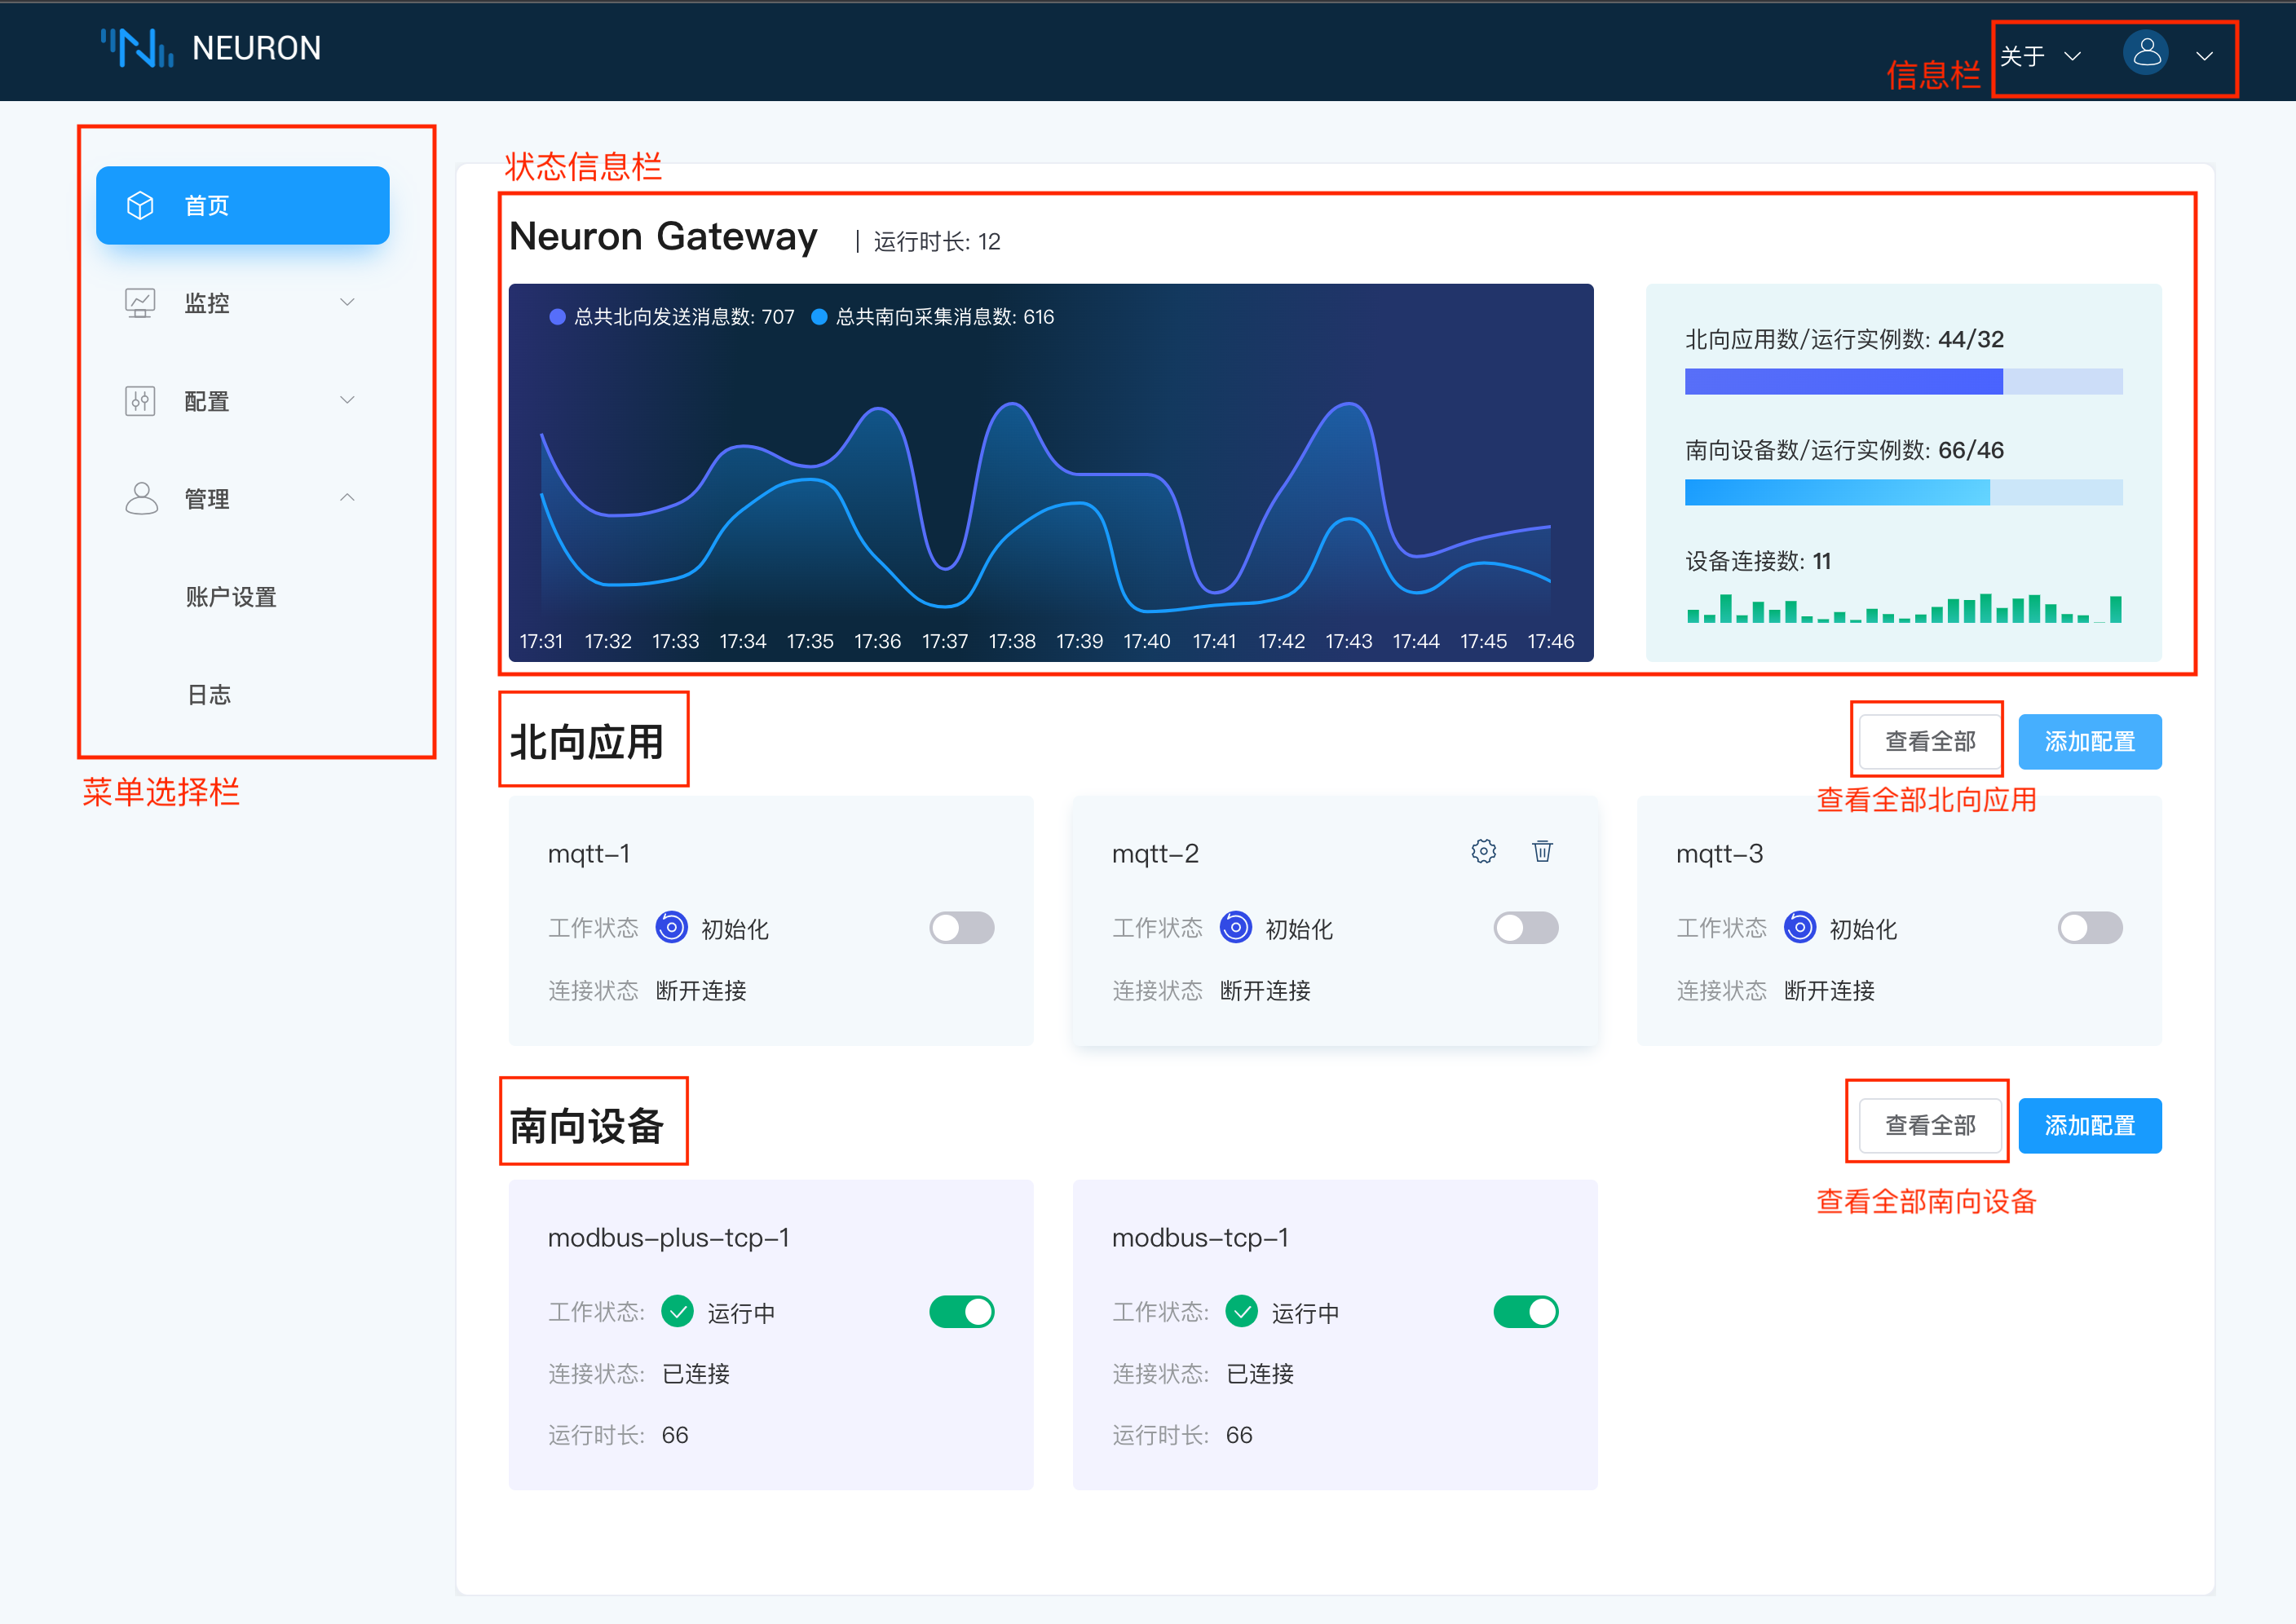 NEURON
信息栏
关于
首页
监控
配置
管理
账户设置
日志
菜单选择栏
状态信息栏
Neuron Gateway | 运行时长: 12
总共北向发送消息数: 707 总共南向采集消息数: 616
17:31 17:32 17:33 17:34 17:35 17:36 17:37 17:38 17:39 17:40 17:41 17:42 17:43 17:44 17:45 17:46
北向应用数/运行实例数: 44/32
南向设备数/运行实例数: 66/46
设备连接数: 11
北向应用
查看全部 添加配置
查看全部北向应用
mqtt-1
工作状态 初始化
连接状态 断开连接
mqtt-2
工作状态 初始化
连接状态 断开连接
mqtt-3
工作状态 初始化
连接状态 断开连接
南向设备
查看全部 添加配置
查看全部南向设备
modbus-plus-tcp-1
工作状态: 运行中
连接状态: 已连接
运行时长: 66
modbus-tcp-1
工作状态: 运行中
连接状态: 已连接
运行时长: 66